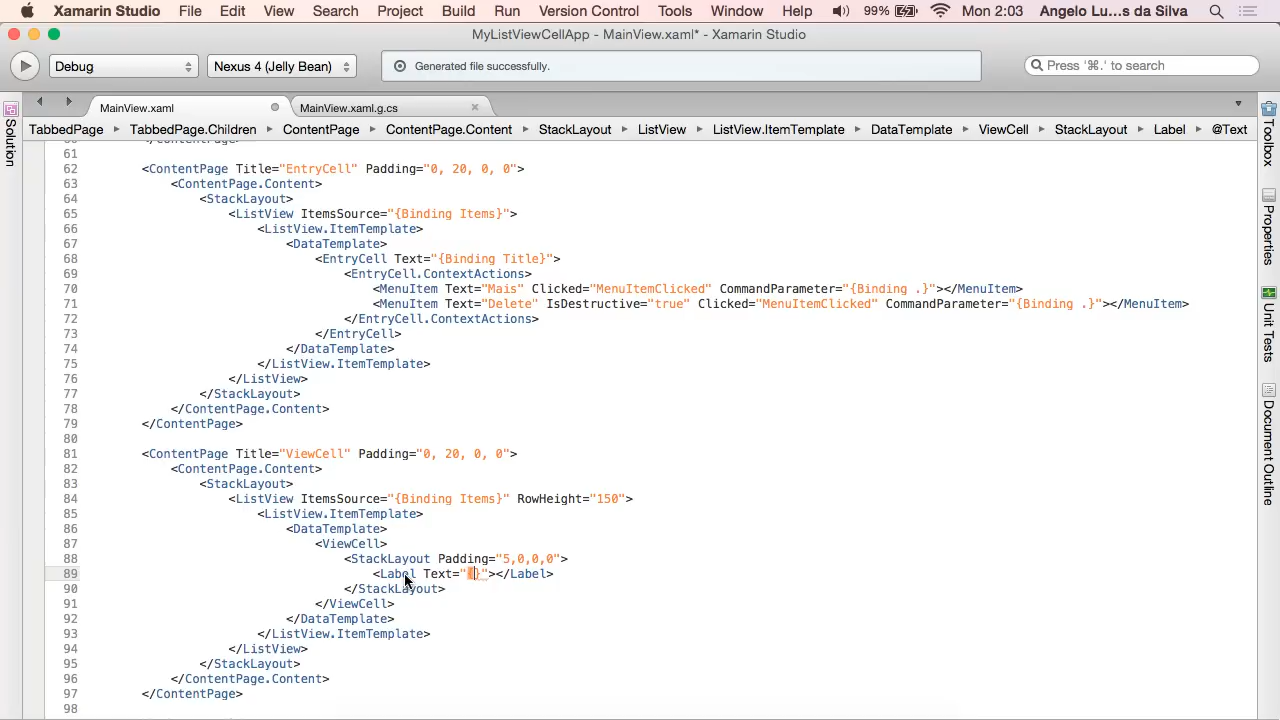 Xamarin Studio File Edit View Search Project Build Run Version Control Tools Window Help 99% Mon 2:03 Angelo Lu...s da Silva
MyListViewCellApp - MainView.xaml* - Xamarin Studio
Debug Nexus 4 (Jelly Bean) Generated file successfully. Press '⌘.' to search
MainView.xaml MainView.xaml.g.cs
TabbedPage TabbedPage.Children ContentPage ContentPage.Content StackLayout ListView ListView.ItemTemplate DataTemplate ViewCell StackLayout Label @Text
Solution
61
62 <ContentPage Title="EntryCell" Padding="0, 20, 0, 0">
63 <ContentPage.Content>
64 <StackLayout>
65 <ListView ItemsSource="{Binding Items}">
66 <ListView.ItemTemplate>
67 <DataTemplate>
68 <EntryCell Text="{Binding Title}">
69 <EntryCell.ContextActions>
70 <MenuItem Text="Mais" Clicked="MenuItemClicked" CommandParameter="{Binding .}"></MenuItem>
71 <MenuItem Text="Delete" IsDestructive="true" Clicked="MenuItemClicked" CommandParameter="{Binding .}"></MenuItem>
72 </EntryCell.ContextActions>
73 </EntryCell>
74 </DataTemplate>
75 </ListView.ItemTemplate>
76 </ListView>
77 </StackLayout>
78 </ContentPage.Content>
79 </ContentPage>
80
81 <ContentPage Title="ViewCell" Padding="0, 20, 0, 0">
82 <ContentPage.Content>
83 <StackLayout>
84 <ListView ItemsSource="{Binding Items}" RowHeight="150">
85 <ListView.ItemTemplate>
86 <DataTemplate>
87 <ViewCell>
88 <StackLayout Padding="5,0,0,0">
89 <Label Text="{}"></Label>
90 </StackLayout>
91 </ViewCell>
92 </DataTemplate>
93 </ListView.ItemTemplate>
94 </ListView>
95 </StackLayout>
96 </ContentPage.Content>
97 </ContentPage>
98
Toolbox
Properties
Unit Tests
Document Outline